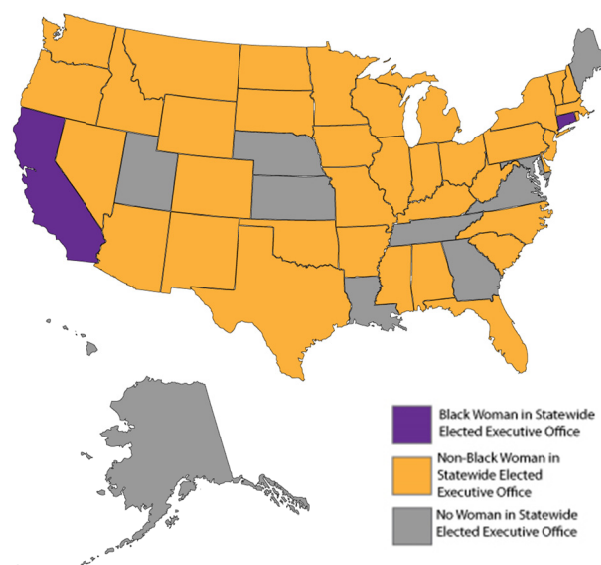 Black Woman in Statewide
Elected Executive Office
Non-Black Woman in
Statewide Elected
Executive Office
No Woman in Statewide
Elected Executive Office